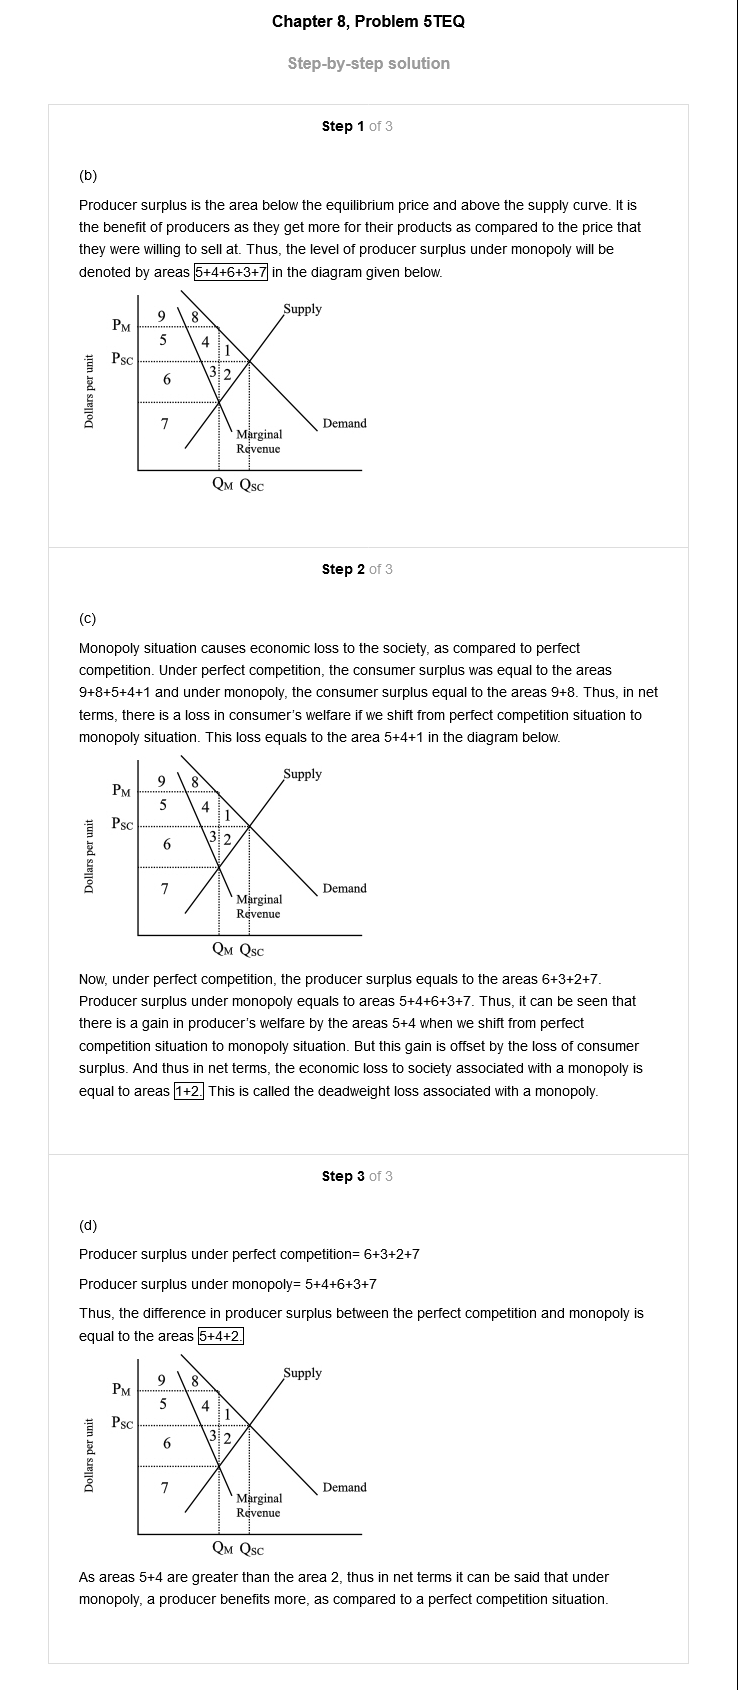 Chapter 8, Problem 5TEQ
Step-by-step solution
Step 1 of 3
(b)
Producer surplus is the area below the equilibrium price and above the supply curve. It is
the benefit of producers as they get more for their products as compared to the price that
they were willing to sell at. Thus, the level of producer surplus under monopoly will be
denoted by areas 5+4+6+3+7 in the diagram given below.
Supply
9 8
PM
5 4
1
PSC
3 2
6
Dollars per unit
7
Demand
Marginal
Revenue
QM QSC
Step 2 of 3
(c)
Monopoly situation causes economic loss to the society, as compared to perfect
competition. Under perfect competition, the consumer surplus was equal to the areas
9+8+5+4+1 and under monopoly, the consumer surplus equal to the areas 9+8. Thus, in net
terms, there is a loss in consumer's welfare if we shift from perfect competition situation to
monopoly situation. This loss equals to the area 5+4+1 in the diagram below.
Supply
9 8
PM
5 4
1
PSC
3 2
6
Dollars per unit
7
Demand
Marginal
Revenue
QM QSC
Now, under perfect competition, the producer surplus equals to the areas 6+3+2+7.
Producer surplus under monopoly equals to areas 5+4+6+3+7. Thus, it can be seen that
there is a gain in producer's welfare by the areas 5+4 when we shift from perfect
competition situation to monopoly situation. But this gain is offset by the loss of consumer
surplus. And thus in net terms, the economic loss to society associated with a monopoly is
equal to areas 1+2. This is called the deadweight loss associated with a monopoly.
Step 3 of 3
(d)
Producer surplus under perfect competition= 6+3+2+7
Producer surplus under monopoly= 5+4+6+3+7
Thus, the difference in producer surplus between the perfect competition and monopoly is
equal to the areas 5+4+2.
Supply
9 8
PM
5 4
1
PSC
3 2
6
Dollars per unit
7
Demand
Marginal
Revenue
QM QSC
As areas 5+4 are greater than the area 2, thus in net terms it can be said that under
monopoly, a producer benefits more, as compared to a perfect competition situation.